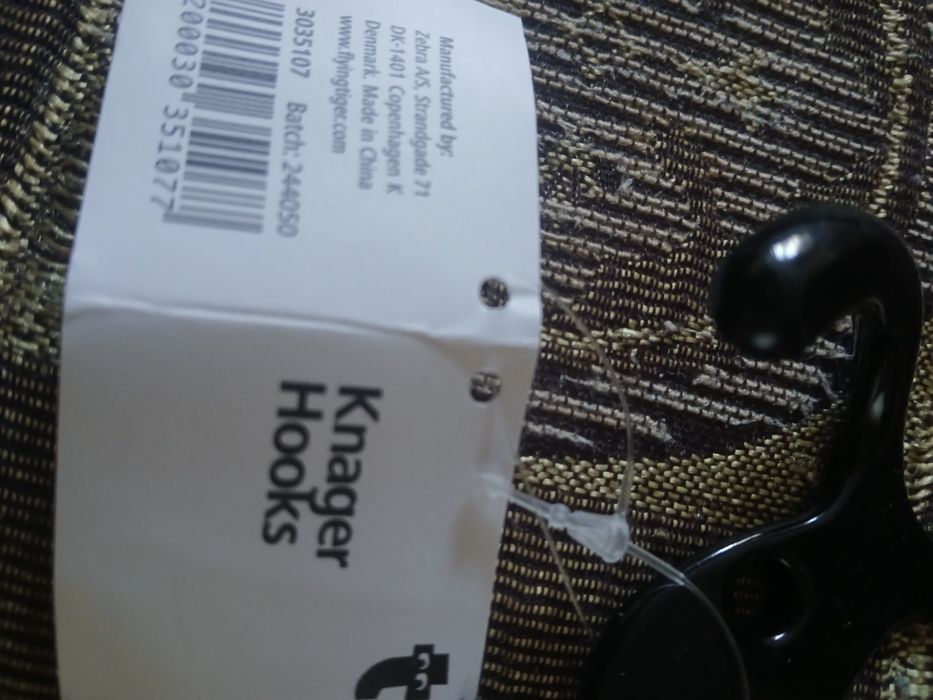 Manufactured by:
Zebra A/S, Strandgade 71
DK-1401 Copenhagen K
Denmark. Made in China
www.flyingtiger.com
3035107 Batch: 244050
2000030 351077
Knager
Hooks
t